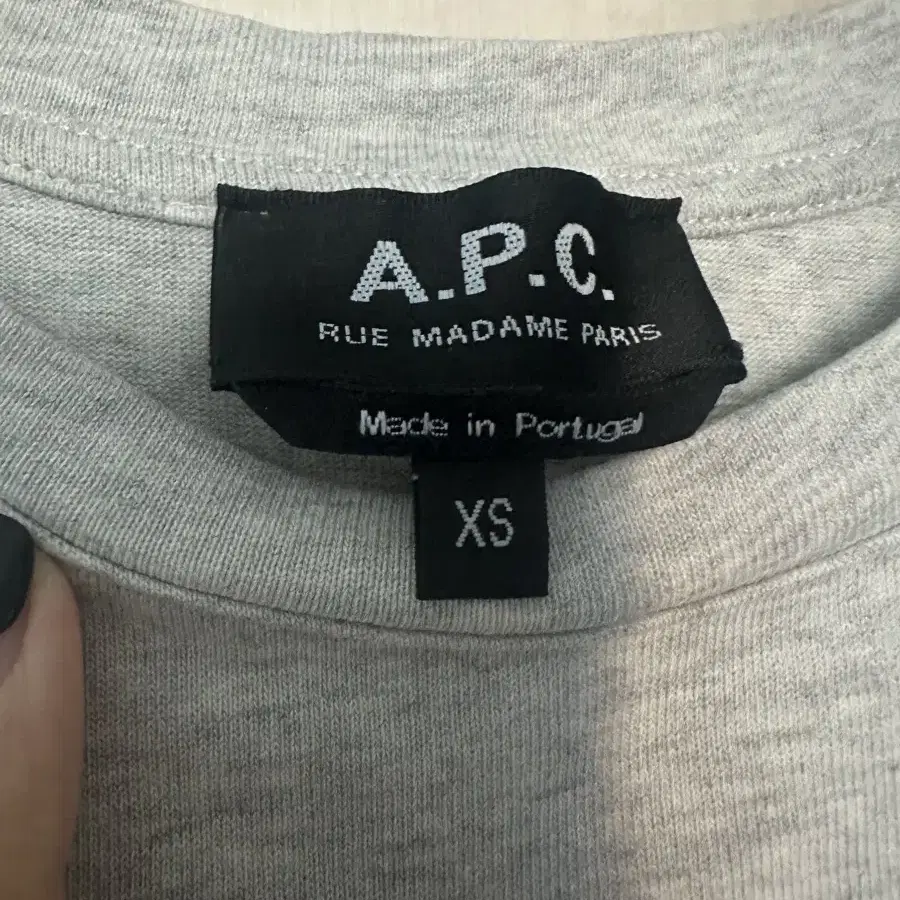 A.P.C.
RUE MADAME PARIS
Made in Portugal
XS